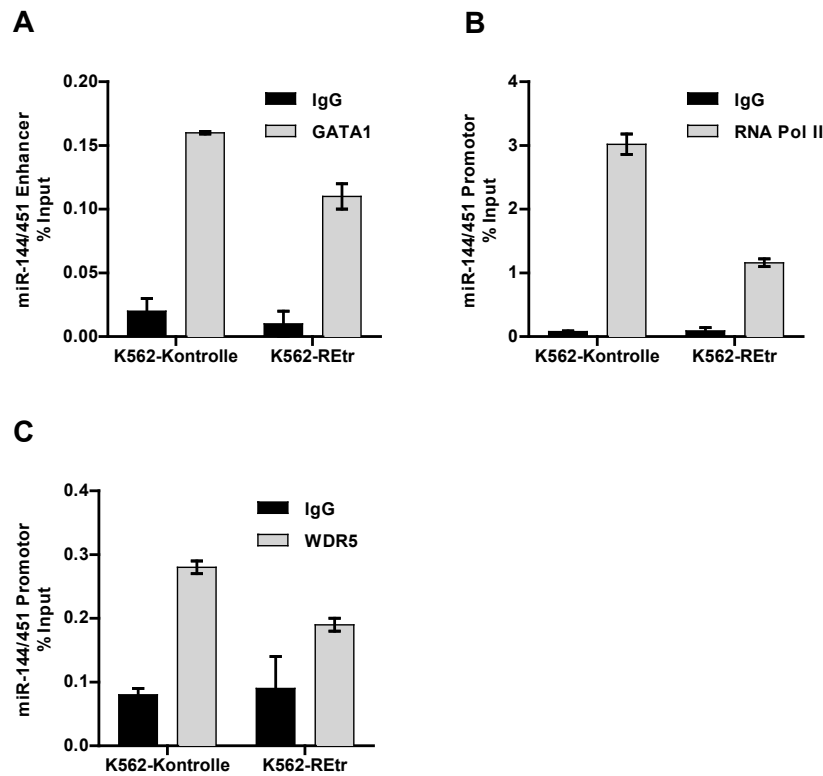 A
miR-144/451 Enhancer
% Input
0.20
0.15
0.10
0.05
0.00
IgG
GATA1
K562-Kontrolle
K562-REtr
B
miR-144/451 Promotor
% Input
4
3
2
1
0
IgG
RNA Pol II
K562-Kontrolle
K562-REtr
C
miR-144/451 Promotor
% Input
0.4
0.3
0.2
0.1
0.0
IgG
WDR5
K562-Kontrolle
K562-REtr